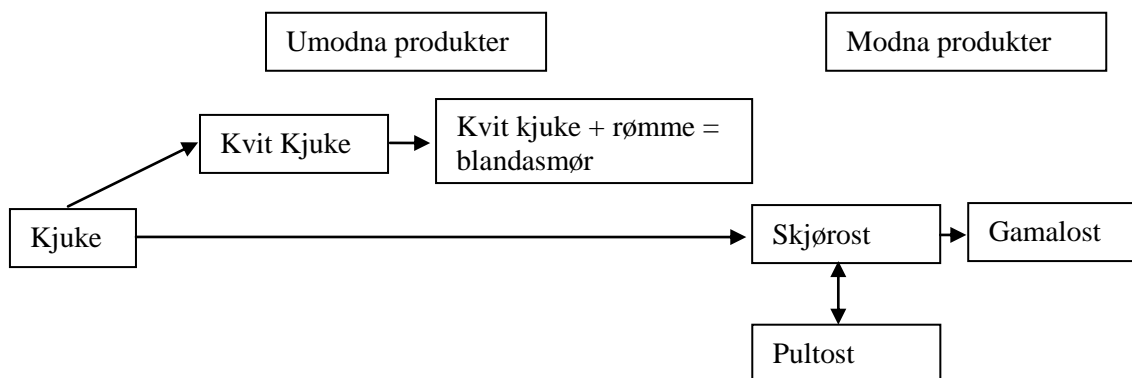 Umodna produkter
Modna produkter
Kvit Kjuke
Kvit kjuke + rømme =
blandasmør
Kjuke
Skjørost
Gamalost
Pultost